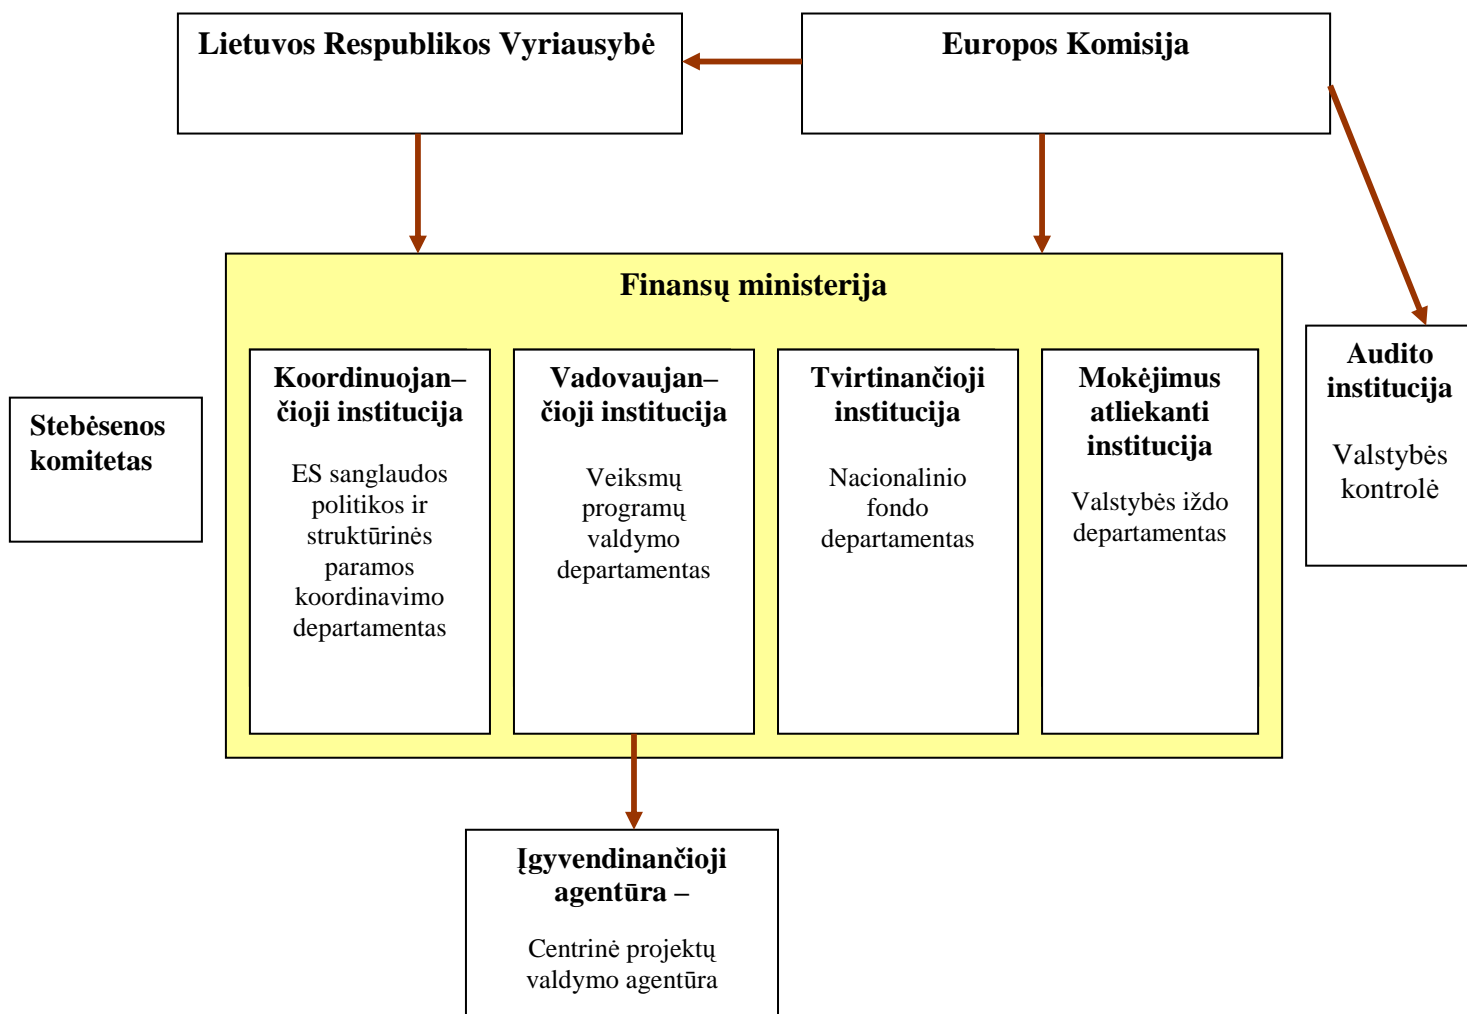 Lietuvos Respublikos Vyriausybė
Europos Komisija
Finansų ministerija
Stebėsenos
komitetas
Koordinuojan–
čioji institucija
ES sanglaudos
politikos ir
struktūrinės
paramos
koordinavimo
departamentas
Vadovaujan–
čioji institucija
Veiksmų
programų
valdymo
departamentas
Tvirtinančioji
institucija
Nacionalinio
fondo
departamentas
Mokėjimus
atliekanti
institucija
Valstybės iždo
departamentas
Audito
institucija
Valstybės
kontrolė
Įgyvendinančioji
agentūra –
Centrinė projektų
valdymo agentūra